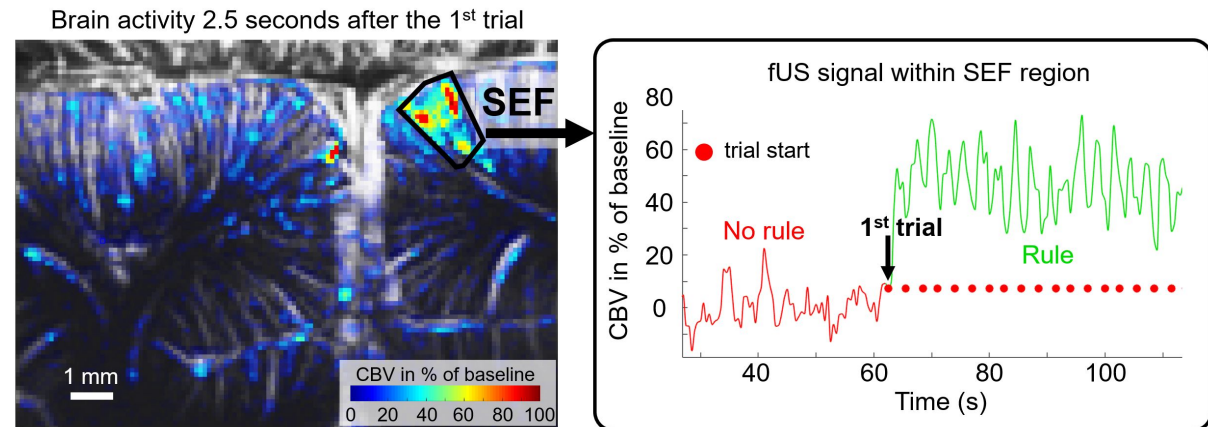 Brain activity 2.5 seconds after the 1st trial
SEF
1 mm
CBV in % of baseline
0 20 40 60 80 100
fUS signal within SEF region
CBV in % of baseline
80
60
40
20
0
trial start
No rule
1st trial
Rule
40 60 80 100
Time (s)